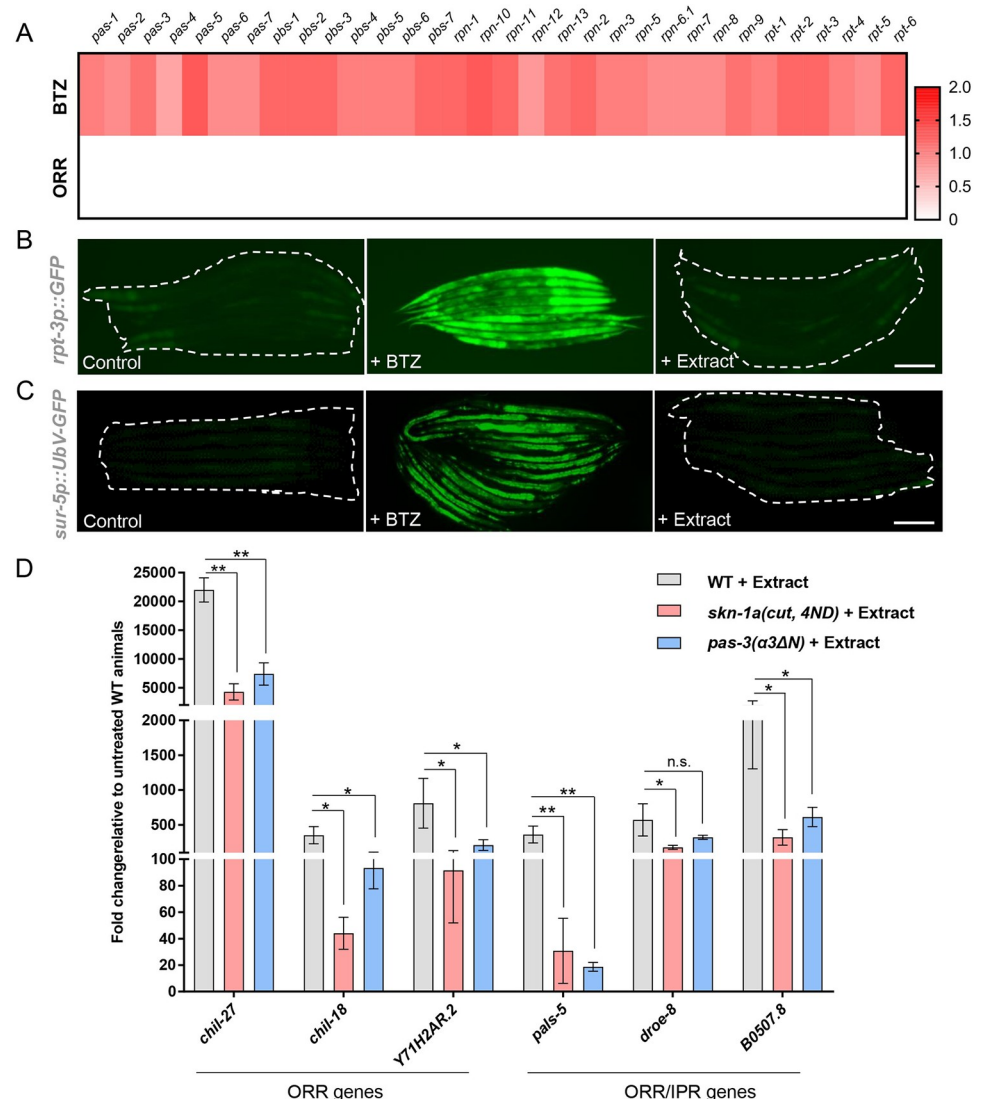 A
pas-1 pas-2 pas-3 pas-4 pas-5 pas-6 pas-7 pbs-1 pbs-2 pbs-3 pbs-4 pbs-5 pbs-6 pbs-7 rpn-1 rpn-10 rpn-11 rpn-12 rpn-13 rpn-2 rpn-3 rpn-5 rpn-6.1 rpn-7 rpn-8 rpn-9 rpt-1 rpt-2 rpt-3 rpt-4 rpt-5 rpt-6
BTZ
ORR
2.0
1.5
1.0
0.5
0
B
rpt-3p::GFP
Control
+ BTZ
+ Extract
C
sur-5p::UbV-GFP
Control
+ BTZ
+ Extract
D
Fold changerelative to untreated WT animals
25000
20000
15000
10000
5000
2000
1500
1000
500
100
80
60
40
20
0
** **
* *
* *
** **
* n.s.
* *
WT + Extract
skn-1a(cut, 4ND) + Extract
pas-3(α3ΔN) + Extract
chil-27 chil-18 Y71H2AR.2 pals-5 droe-8 B0507.8
ORR genes ORR/IPR genes